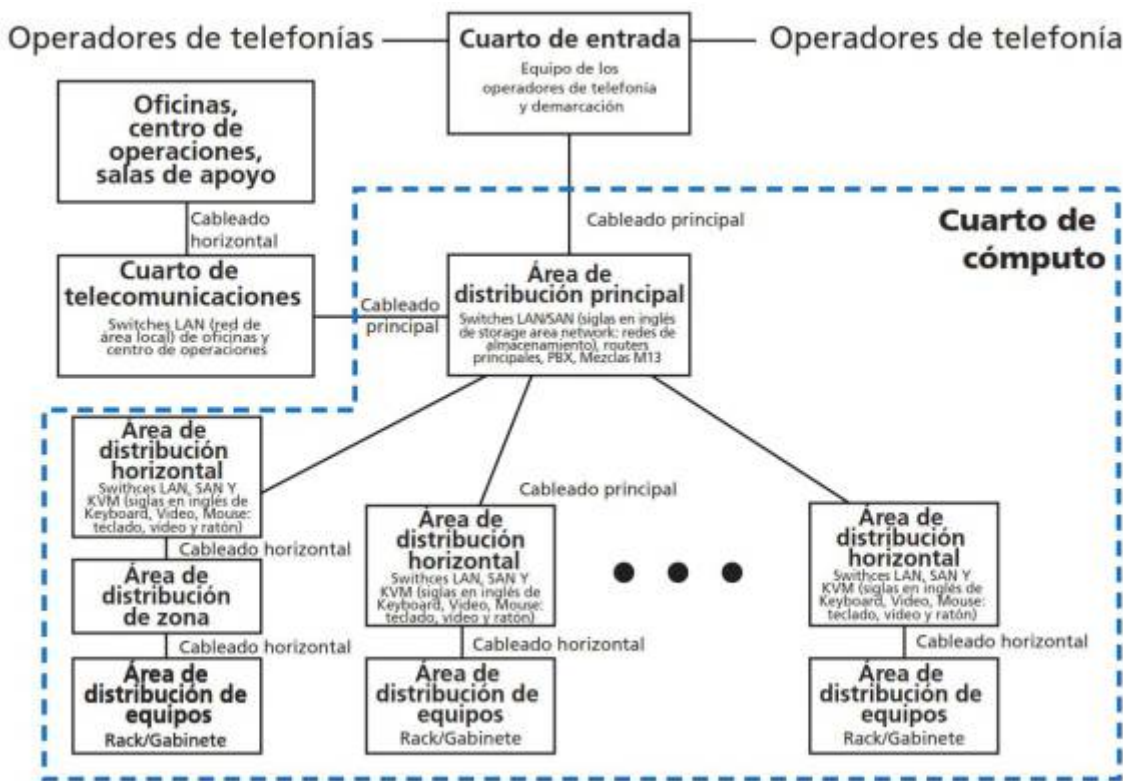 Operadores de telefonías
Cuarto de entrada
Equipo de los
operadores de telefonía
y demarcación
Operadores de telefonía
Oficinas,
centro de
operaciones,
salas de apoyo
Cableado
horizontal
Cableado principal
Cuarto de
cómputo
Cuarto de
telecomunicaciones
Switches LAN (red de
área local) de oficinas y
centro de operaciones
Cableado
principal
Área de
distribución principal
Switches LAN/SAN (siglas en inglés
de storage area network: redes de
almacenamiento), routers
principales, PBX, Mezclas M13
Área de
distribución
horizontal
Swithces LAN, SAN Y
KVM (siglas en inglés de
Keyboard, Video, Mouse:
teclado, video y ratón)
Cableado horizontal
Área de
distribución
de zona
Cableado horizontal
Área de
distribución de
equipos
Rack/Gabinete
Cableado principal
Área de
distribución
horizontal
Swithces LAN, SAN Y
KVM (siglas en inglés de
Keyboard, Video, Mouse:
teclado, video y ratón)
Cableado horizontal
Área de
distribución de
equipos
Rack/Gabinete
Área de
distribución
horizontal
Swithces LAN, SAN Y
KVM (siglas en inglés de
Keyboard, Video, Mouse:
teclado, video y ratón)
Cableado horizontal
Área de
distribución de
equipos
Rack/Gabinete